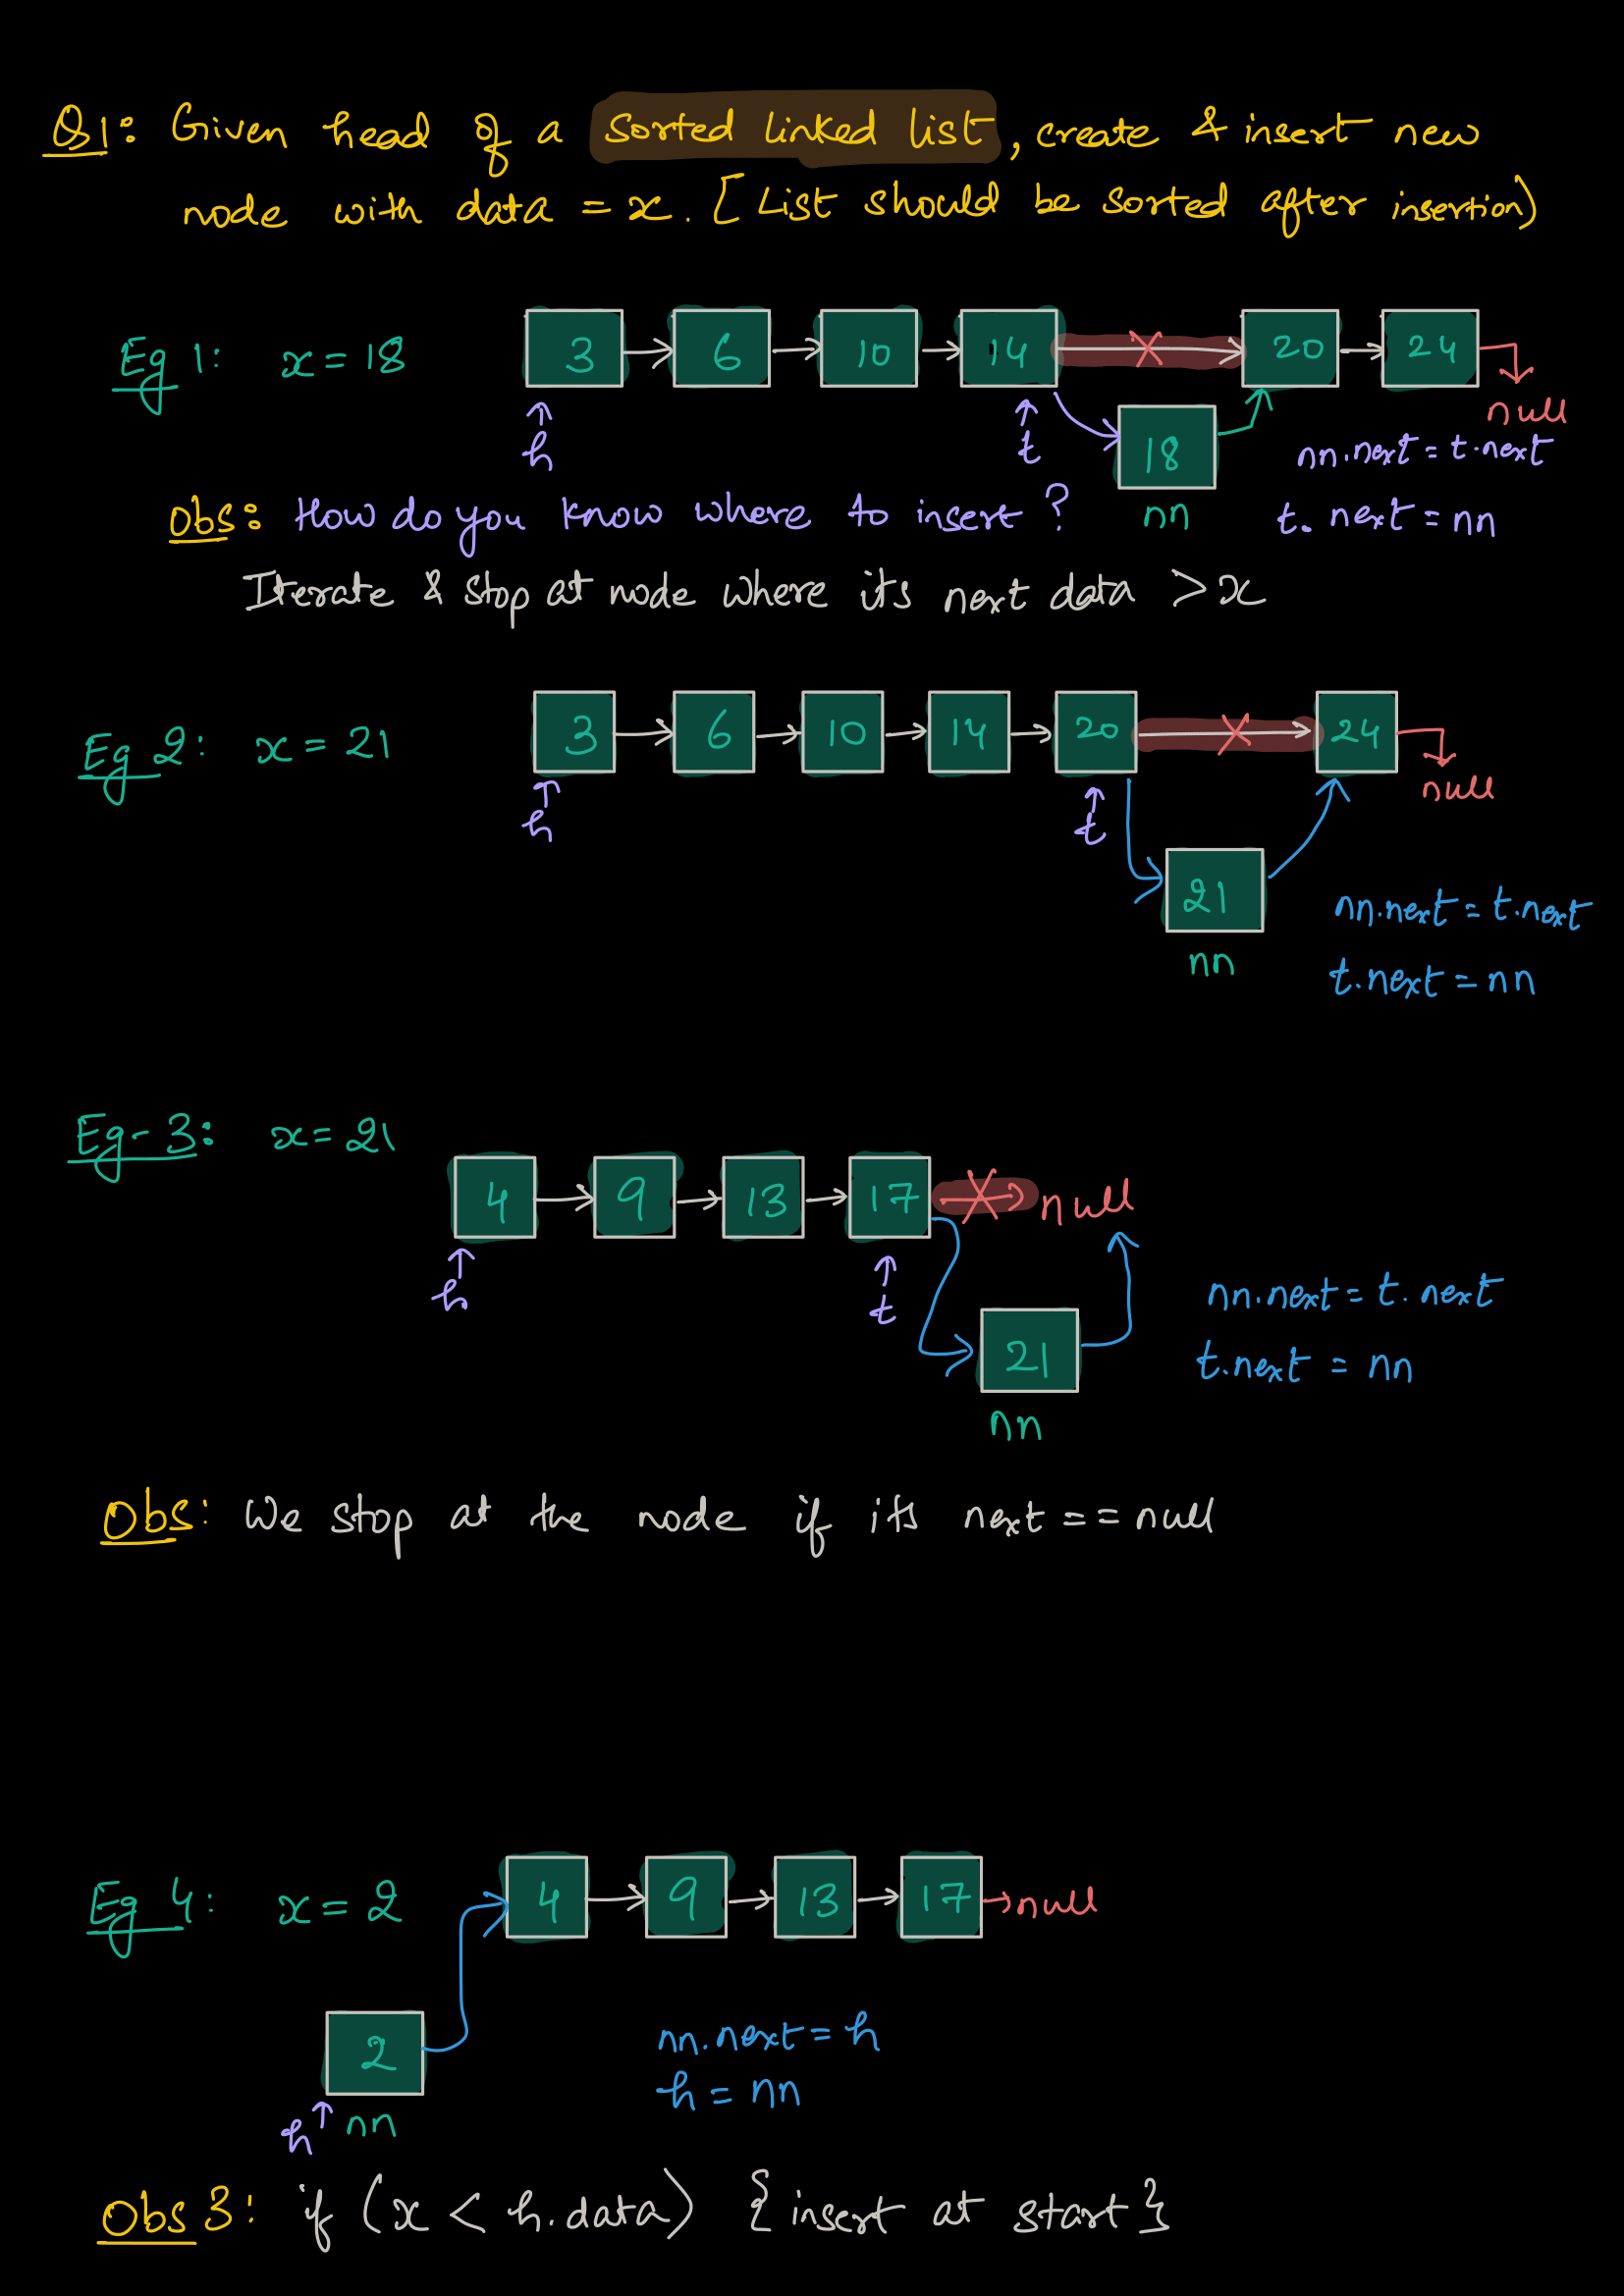 Q1: Given head of a sorted linked list, create & insert new
node with data = x. [List should be sorted after insertion)
Eg 1: x = 18
3 6 10 14 20 24
null
h t
18
nn
nn.next = t.next
t.next = nn
Obs: How do you know where to insert ?
Iterate & stop at node where its next data > x
Eg 2: x = 21
3 6 10 14 20 24
null
h t
21
nn
nn.next = t.next
t.next = nn
Eg-3: x = 21
4 9 13 17 null
h t
21
nn
nn.next = t.next
t.next = nn
Obs: We stop at the node if its next == null
Eg 4: x = 2
4 9 13 17 null
2
h nn
nn.next = h
h = nn
Obs 3: if (x < h.data) { insert at start }